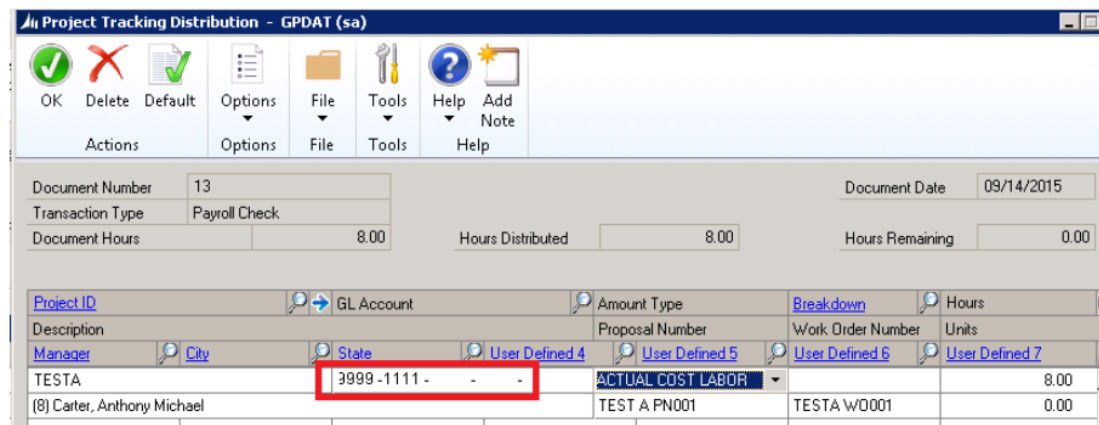 Project Tracking Distribution - GPDAT (sa)
OK Delete Default Options File Tools Help Add Note
Actions Options File Tools Help
Document Number 13 Document Date 09/14/2015
Transaction Type Payroll Check
Document Hours 8.00 Hours Distributed 8.00 Hours Remaining 0.00
Project ID GL Account Amount Type Breakdown Hours
Description Proposal Number Work Order Number Units
Manager City State User Defined 4 User Defined 5 User Defined 6 User Defined 7
TESTA 9999 -1111 - - - ACTUAL COST LABOR 8.00
(8) Carter, Anthony Michael TEST A PN001 TESTA WO001 0.00